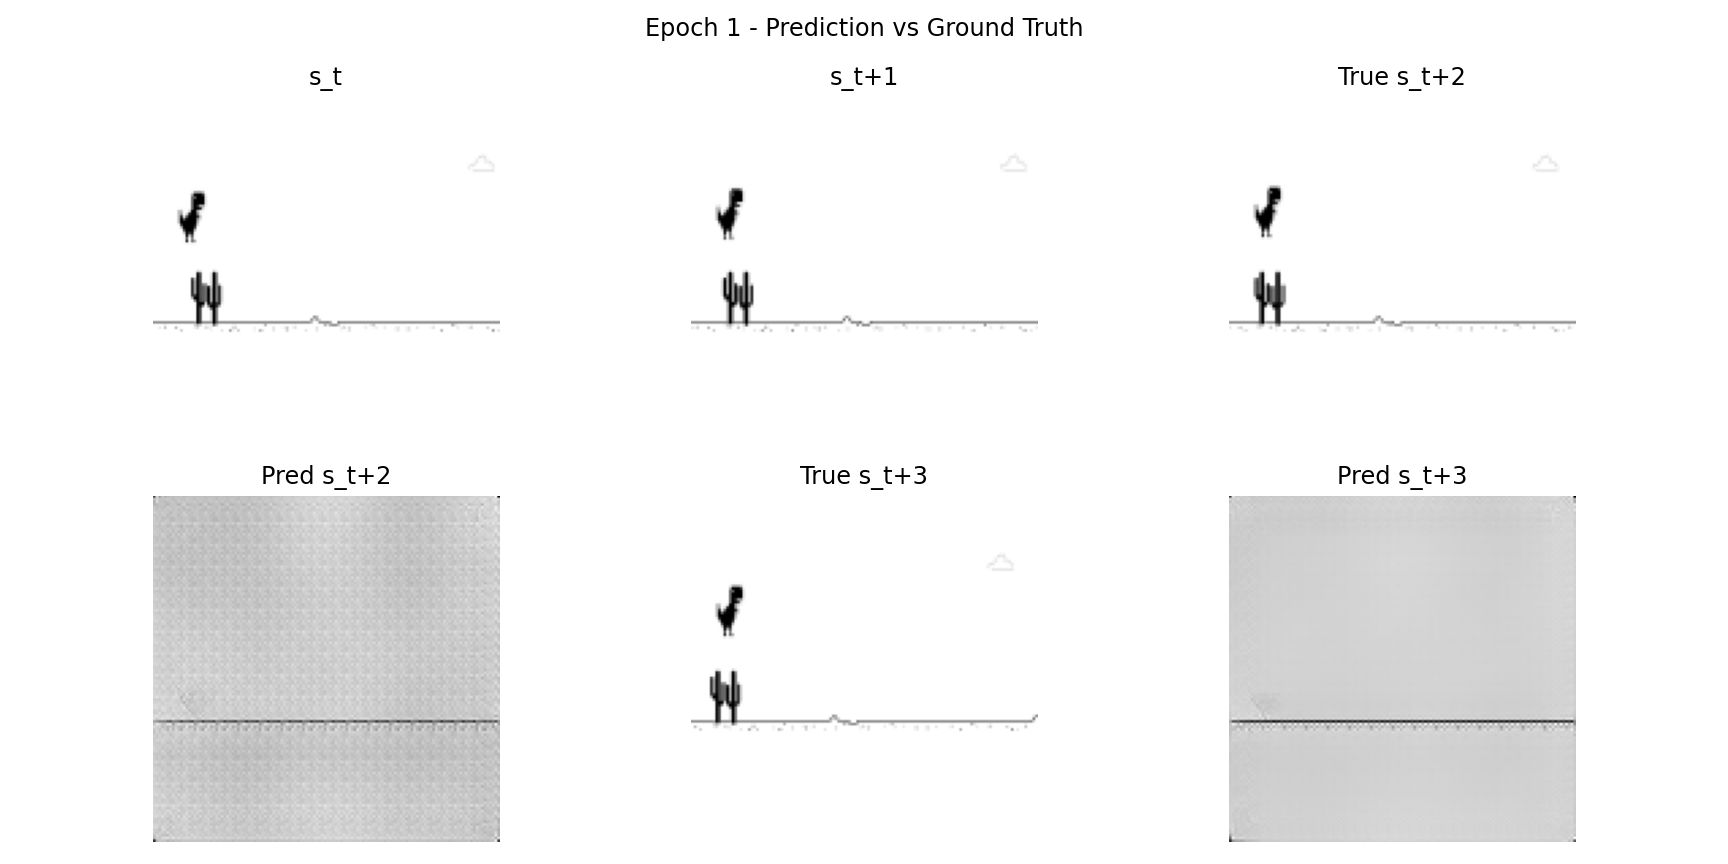 Epoch 1 - Prediction vs Ground Truth
s_t
s_t+1
True s_t+2
Pred s_t+2
True s_t+3
Pred s_t+3